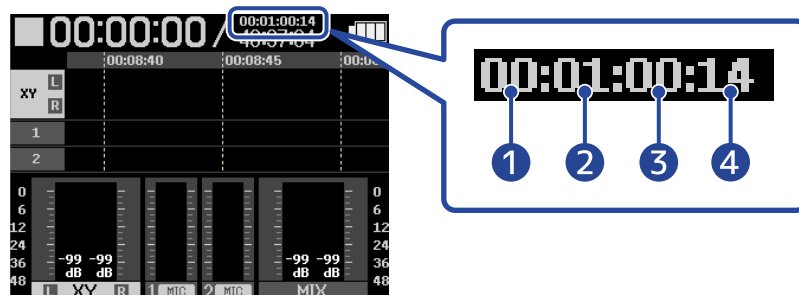 00:00:00 / 00:01:00:14
00:08:40 00:08:45
XY L
R
1
2
0 0
6 6
12 12
24 24
36 -99 -99 -99 -99 36
dB dB dB dB
48 48
L XY R 1 MIC 2 MIC MIX
00:01:00:14
1 2 3 4